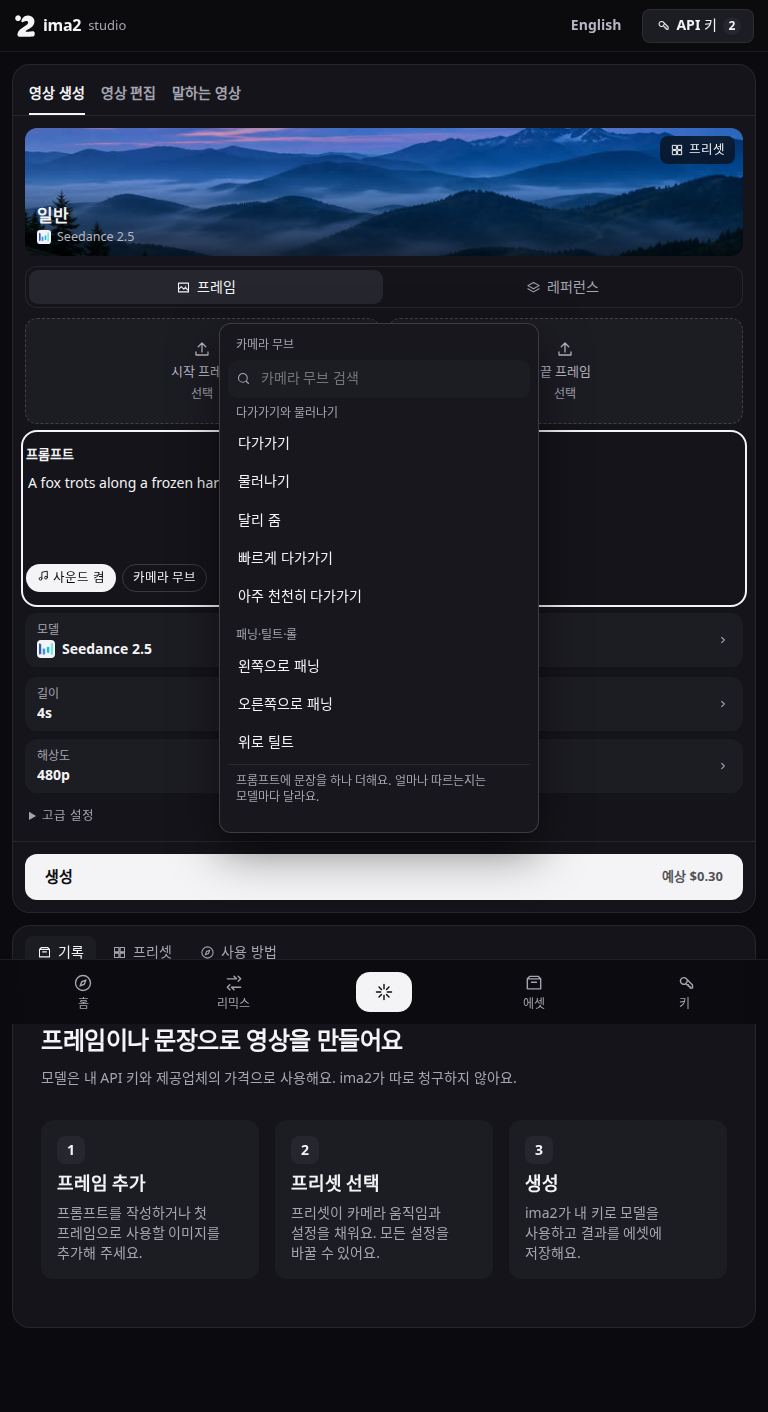 ima2 studio
English
API 키 2
영상 생성
영상 편집
말하는 영상
프리셋
일반
Seedance 2.5
프레임
레퍼런스
시작 프레
선택
끝 프레임
선택
카메라 무브
카메라 무브 검색
다가가기와 물러나기
다가가기
물러나기
달리 줌
빠르게 다가가기
아주 천천히 다가가기
패닝·틸트·롤
왼쪽으로 패닝
오른쪽으로 패닝
위로 틸트
프롬프트에 문장을 하나 더해요. 얼마나 따르는지는
모델마다 달라요.
프롬프트
A fox trots along a frozen har
사운드 켬
카메라 무브
모델
Seedance 2.5
길이
4s
해상도
480p
고급 설정
생성
예상 $0.30
기록
프리셋
사용 방법
홈
리믹스
에셋
키
프레임이나 문장으로 영상을 만들어요
모델은 내 API 키와 제공업체의 가격으로 사용해요. ima2가 따로 청구하지 않아요.
1
프레임 추가
프롬프트를 작성하거나 첫
프레임으로 사용할 이미지를
추가해 주세요.
2
프리셋 선택
프리셋이 카메라 움직임과
설정을 채워요. 모든 설정을
바꿀 수 있어요.
3
생성
ima2가 내 키로 모델을
사용하고 결과를 에셋에
저장해요.